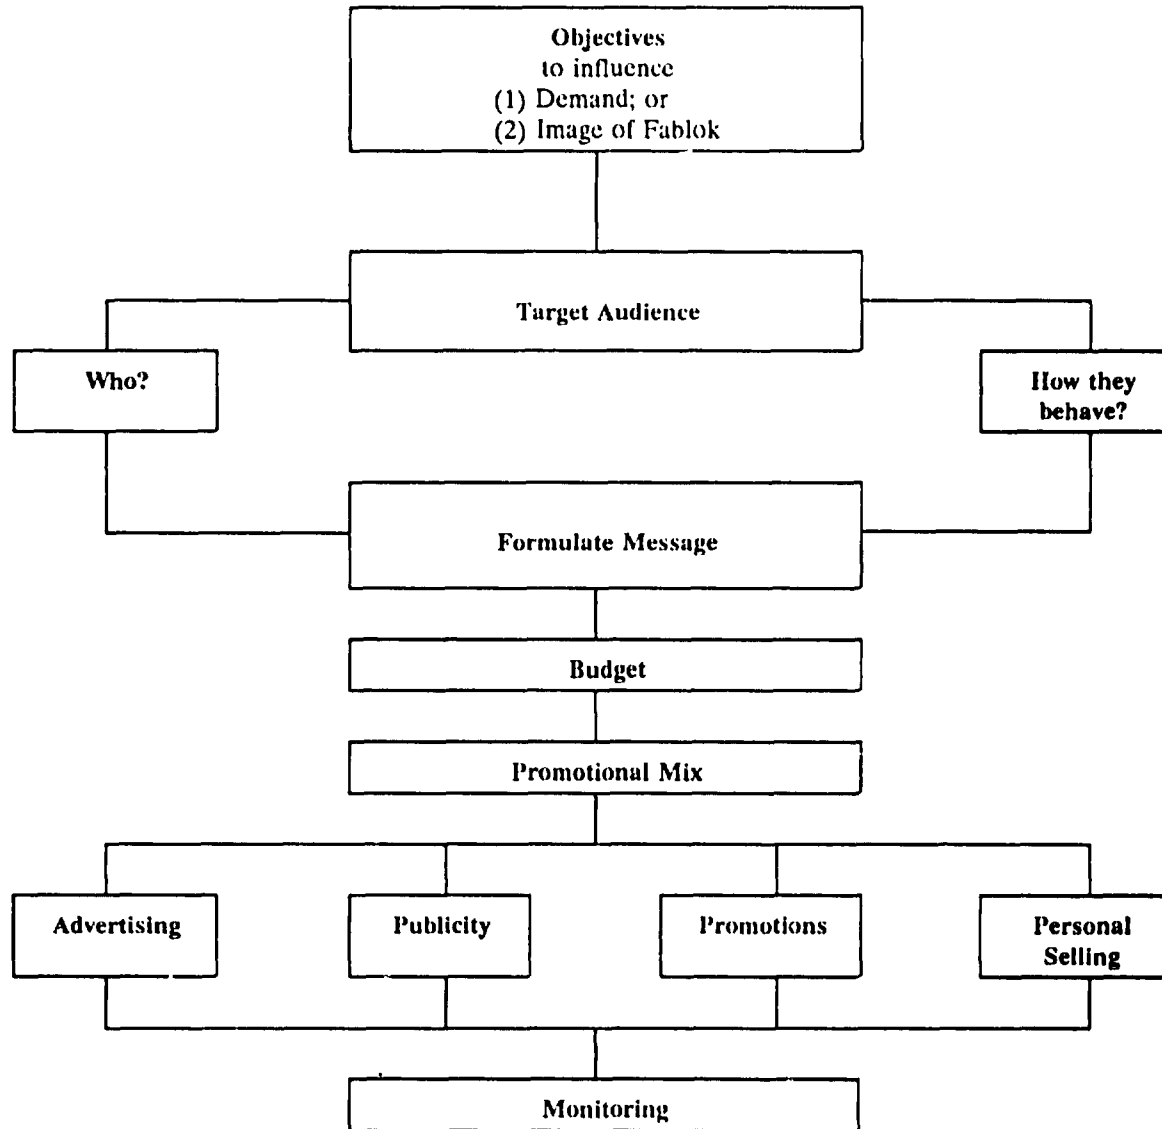 Objectives
to influence
(1) Demand; or
(2) Image of Fablok
Target Audience
Who?
How they
behave?
Formulate Message
Budget
Promotional Mix
Advertising
Publicity
Promotions
Personal
Selling
Monitoring